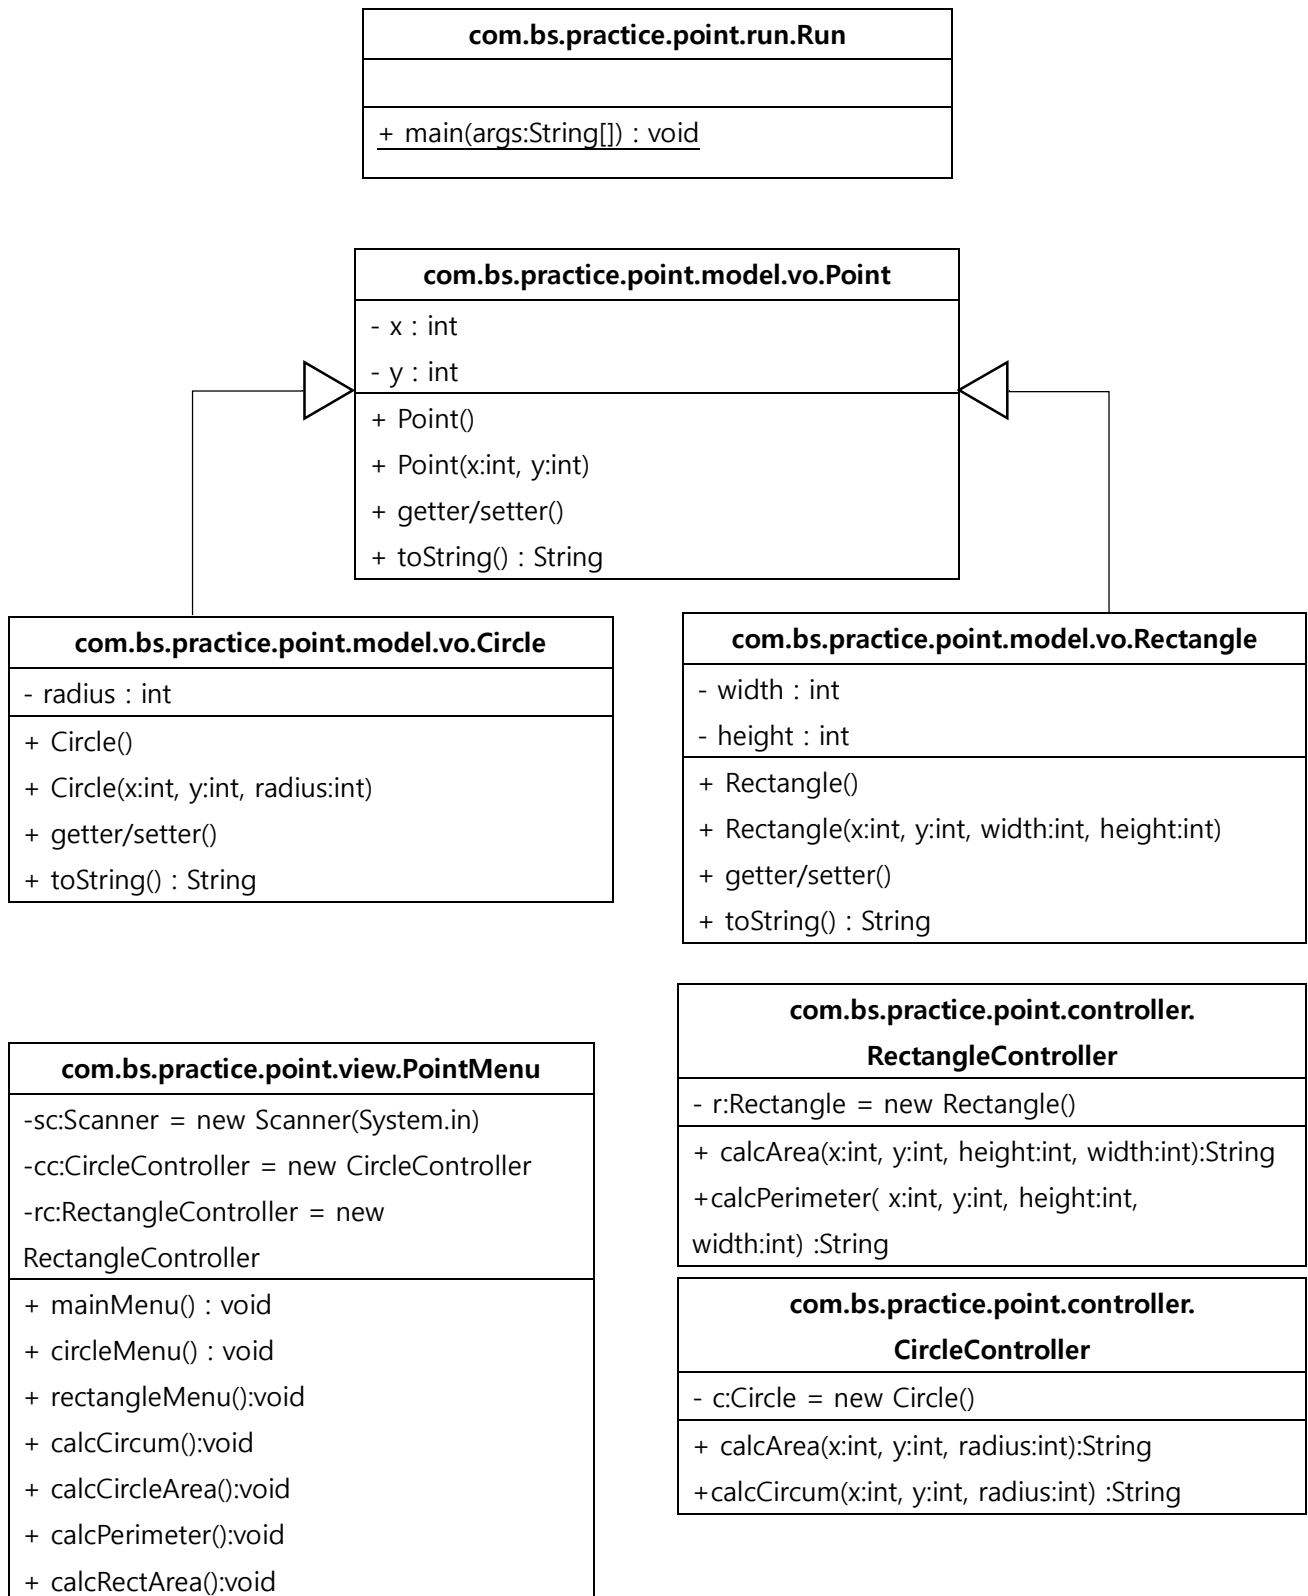 com.bs.practice.point.run.Run
+ main(args:String[]) : void
com.bs.practice.point.model.vo.Point
- x : int
- y : int
+ Point()
+ Point(x:int, y:int)
+ getter/setter()
+ toString() : String
com.bs.practice.point.model.vo.Circle
- radius : int
+ Circle()
+ Circle(x:int, y:int, radius:int)
+ getter/setter()
+ toString() : String
com.bs.practice.point.model.vo.Rectangle
- width : int
- height : int
+ Rectangle()
+ Rectangle(x:int, y:int, width:int, height:int)
+ getter/setter()
+ toString() : String
com.bs.practice.point.view.PointMenu
-sc:Scanner = new Scanner(System.in)
-cc:CircleController = new CircleController
-rc:RectangleController = new
RectangleController
+ mainMenu() : void
+ circleMenu() : void
+ rectangleMenu():void
+ calcCircum():void
+ calcCircleArea():void
+ calcPerimeter():void
+ calcRectArea():void
com.bs.practice.point.controller.
RectangleController
- r:Rectangle = new Rectangle()
+ calcArea(x:int, y:int, height:int, width:int):String
+calcPerimeter( x:int, y:int, height:int,
width:int) :String
com.bs.practice.point.controller.
CircleController
- c:Circle = new Circle()
+ calcArea(x:int, y:int, radius:int):String
+calcCircum(x:int, y:int, radius:int) :String